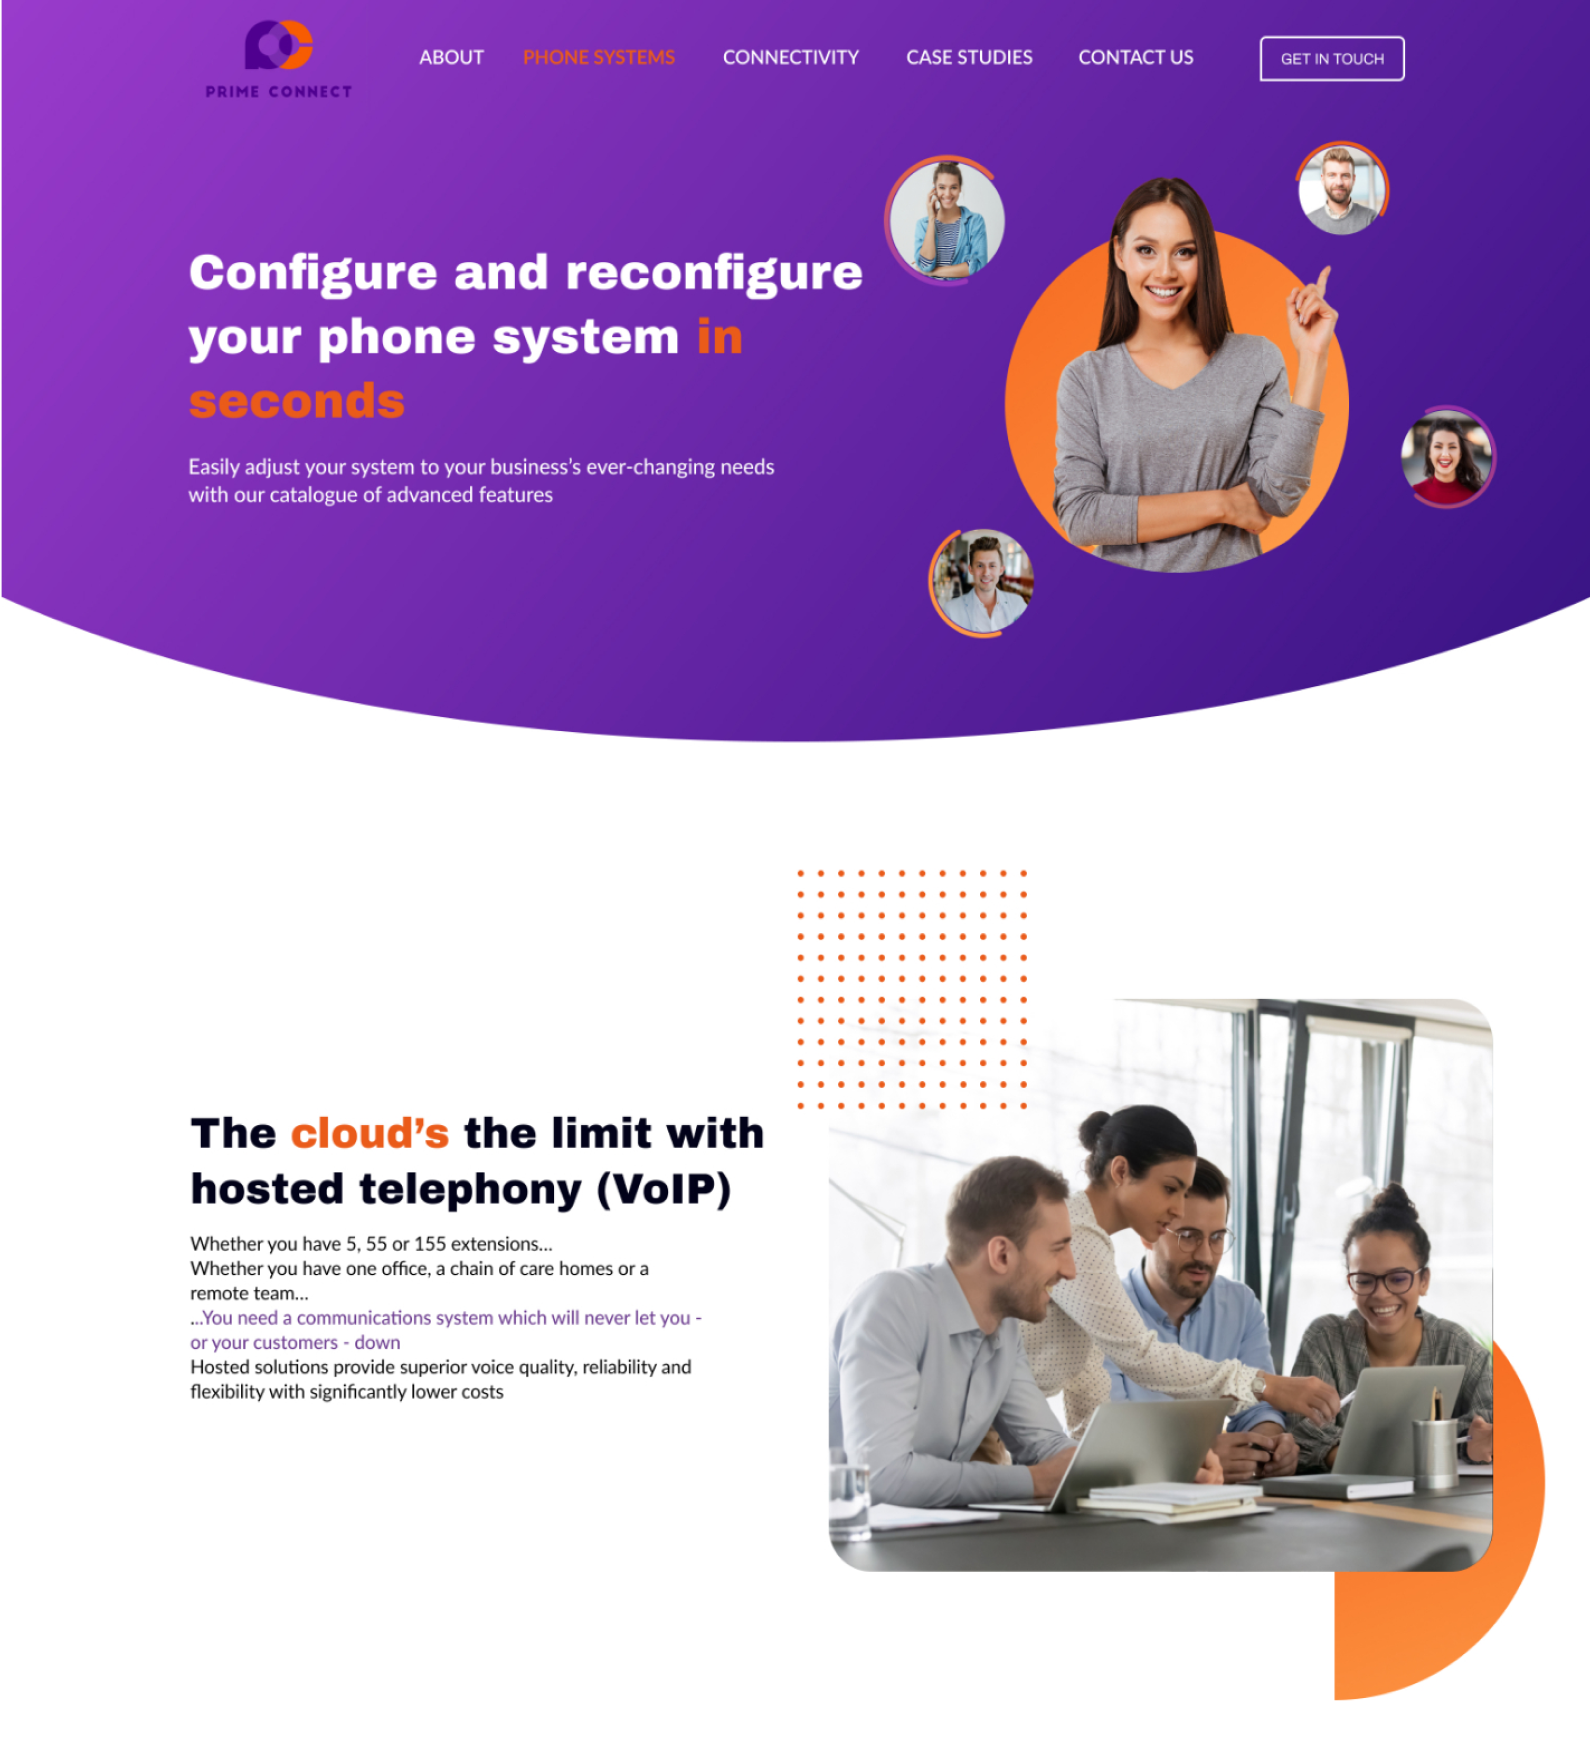 PRIME CONNECT
ABOUT
PHONE SYSTEMS
CONNECTIVITY
CASE STUDIES
CONTACT US
GET IN TOUCH
Configure and reconfigure
your phone system in
seconds
Easily adjust your system to your business’s ever-changing needs
with our catalogue of advanced features
The cloud’s the limit with
hosted telephony (VoIP)
Whether you have 5, 55 or 155 extensions...
Whether you have one office, a chain of care homes or a
remote team...
...You need a communications system which will never let you -
or your customers - down
Hosted solutions provide superior voice quality, reliability and
flexibility with significantly lower costs